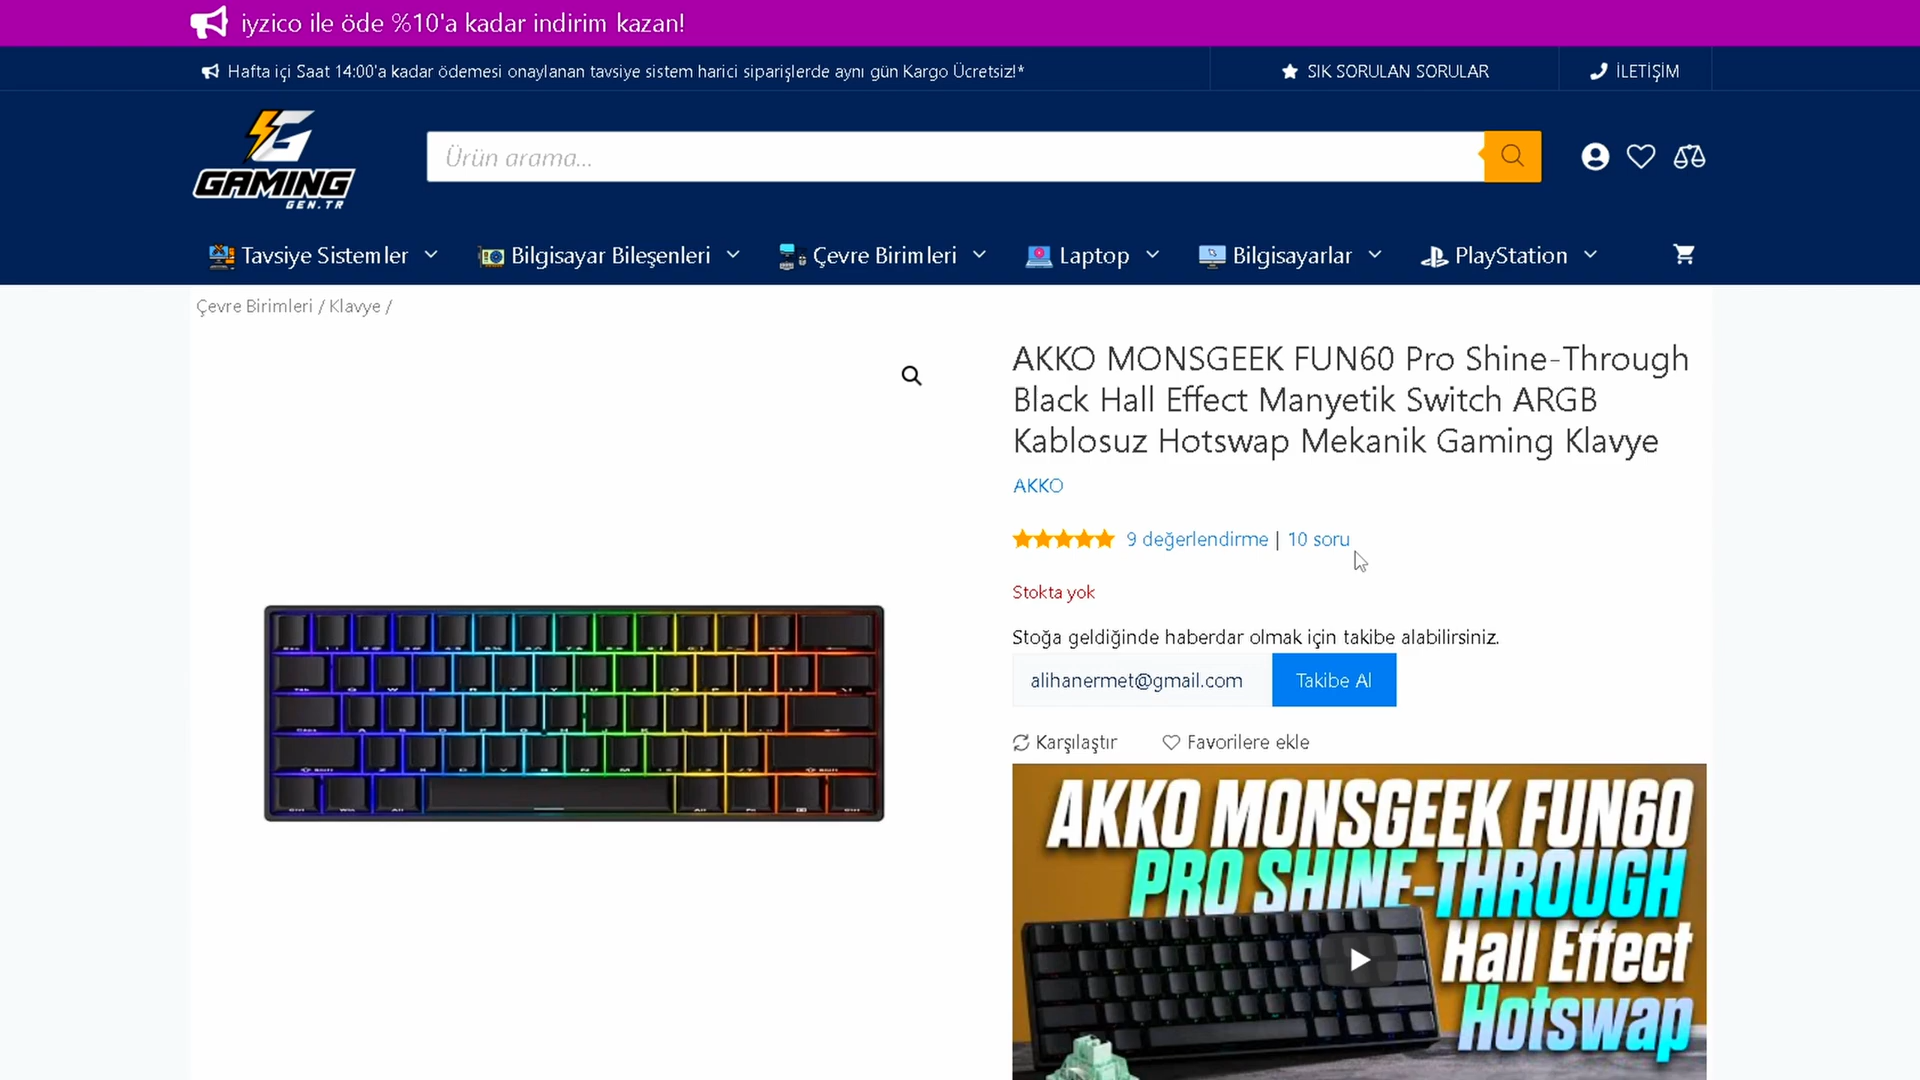 iyzico ile öde %10'a kadar indirim kazan!
Hafta içi Saat 14:00'a kadar ödemesi onaylanan tavsiye sistem harici siparişlerde aynı gün Kargo Ücretsiz!*
SIK SORULAN SORULAR
İLETİŞİM
G
GAMING
GEN.TR
Ürün arama...
Tavsiye Sistemler
Bilgisayar Bileşenleri
Çevre Birimleri
Laptop
Bilgisayarlar
PlayStation
Çevre Birimleri / Klavye /
AKKO MONSGEEK FUN60 Pro Shine-Through
Black Hall Effect Manyetik Switch ARGB
Kablosuz Hotswap Mekanik Gaming Klavye
AKKO
9 değerlendirme | 10 soru
Stokta yok
Stoğa geldiğinde haberdar olmak için takibe alabilirsiniz.
alihanermet@gmail.com
Takibe Al
Karşılaştır
Favorilere ekle
AKKO MONSGEEK FUN60
PRO SHINE-THROUGH
Hall Effect
Hotswap